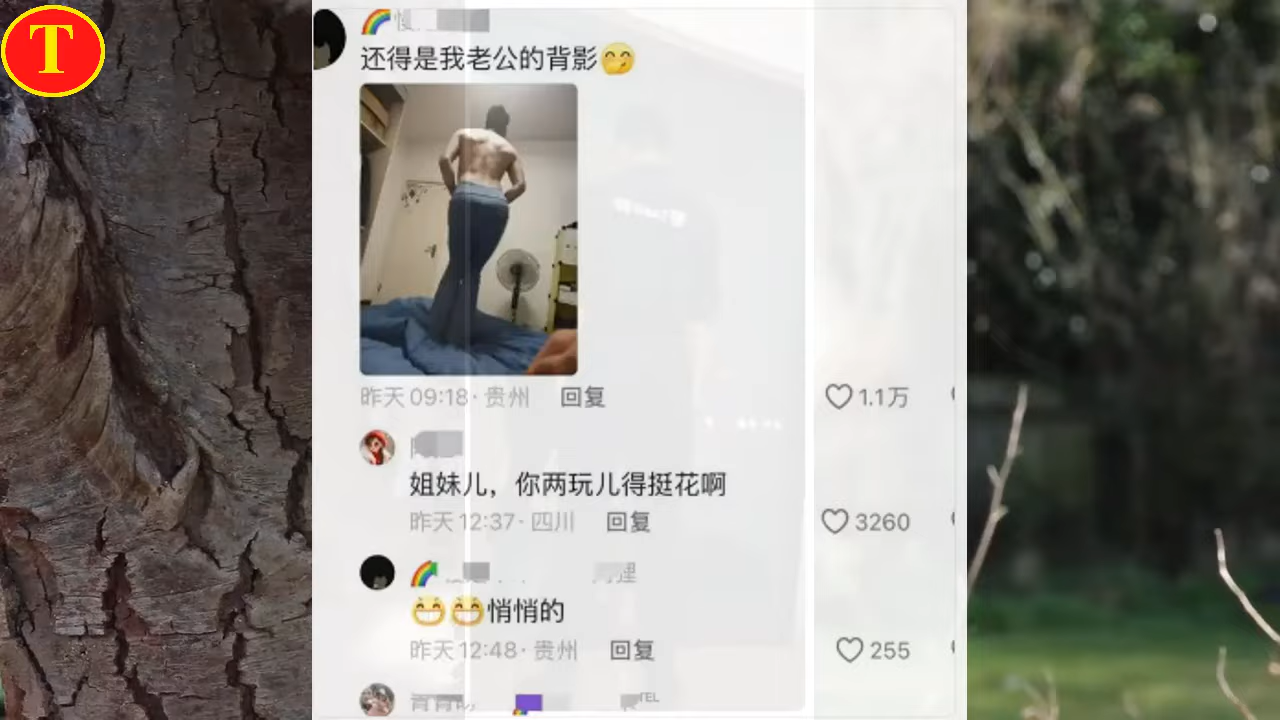 T
还得是我老公的背影
昨天 09:18 · 贵州 回复
1.1万
姐妹儿，你两玩儿得挺花啊
昨天 12:37 · 四川 回复
3260
悄悄的
昨天 12:48 · 贵州 回复
255